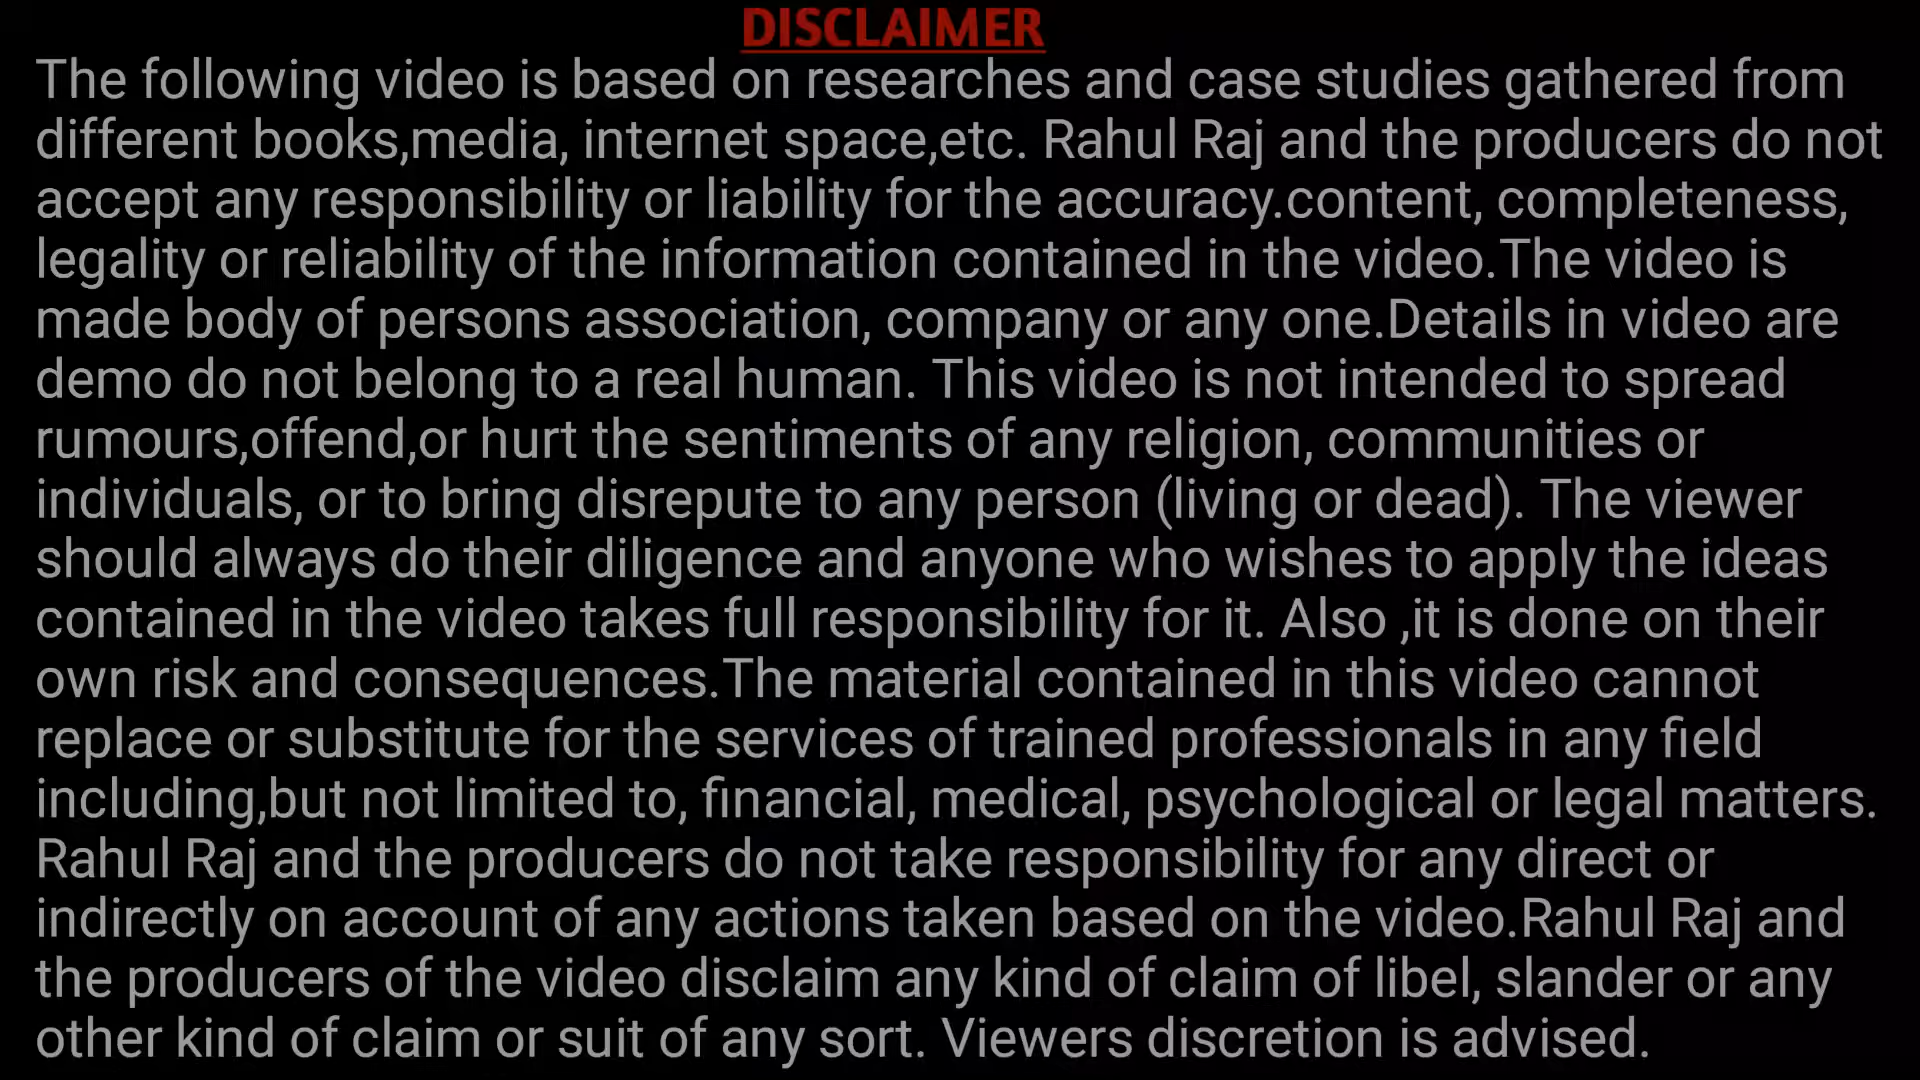 DISCLAIMER
The following video is based on researches and case studies gathered from
different books,media, internet space,etc. Rahul Raj and the producers do not
accept any responsibility or liability for the accuracy.content, completeness,
legality or reliability of the information contained in the video.The video is
made body of persons association, company or any one.Details in video are
demo do not belong to a real human. This video is not intended to spread
rumours,offend,or hurt the sentiments of any religion, communities or
individuals, or to bring disrepute to any person (living or dead). The viewer
should always do their diligence and anyone who wishes to apply the ideas
contained in the video takes full responsibility for it. Also ,it is done on their
own risk and consequences.The material contained in this video cannot
replace or substitute for the services of trained professionals in any field
including,but not limited to, financial, medical, psychological or legal matters.
Rahul Raj and the producers do not take responsibility for any direct or
indirectly on account of any actions taken based on the video.Rahul Raj and
the producers of the video disclaim any kind of claim of libel, slander or any
other kind of claim or suit of any sort. Viewers discretion is advised.